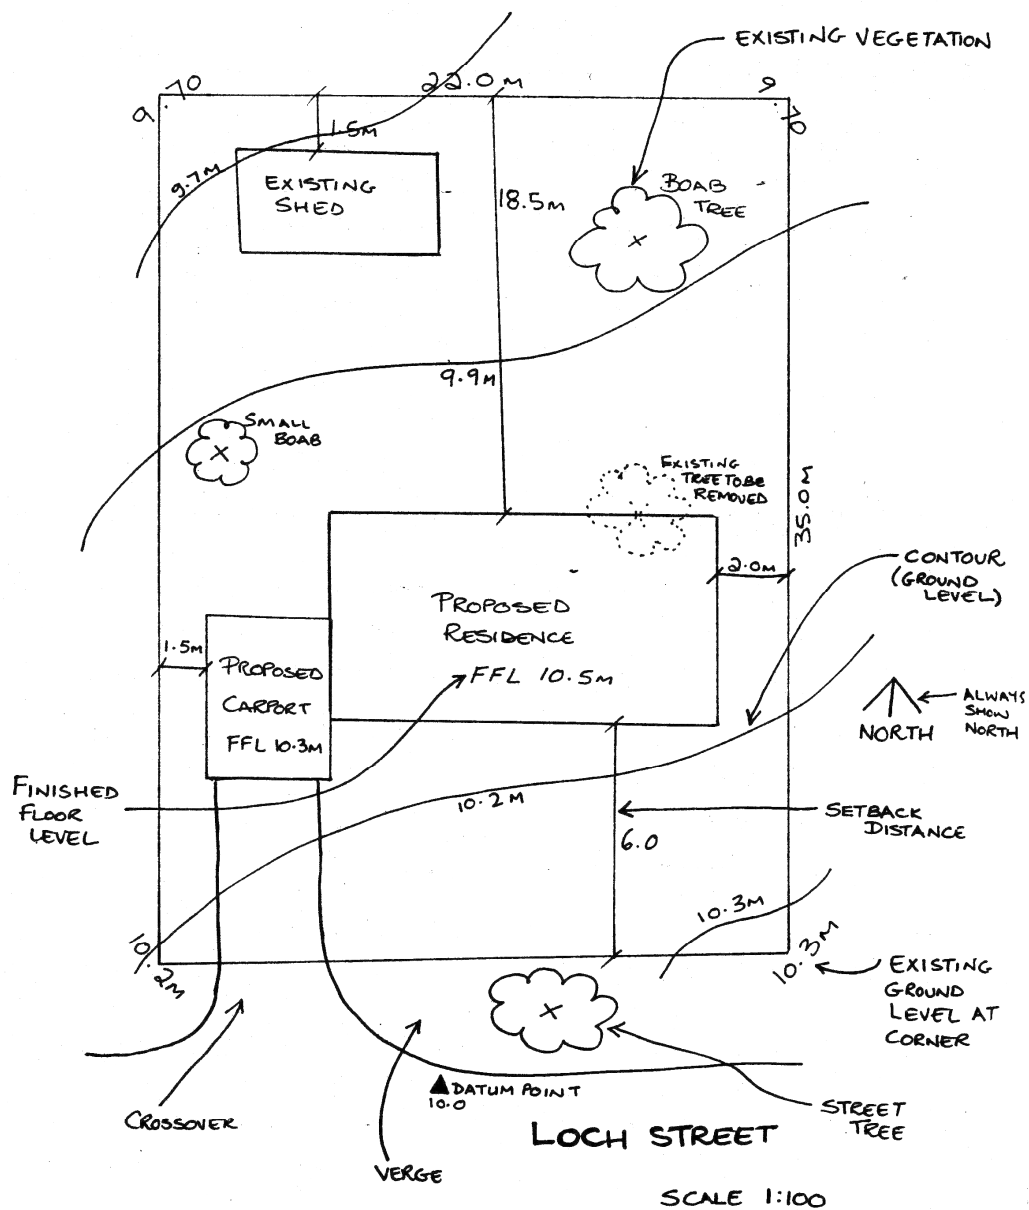 EXISTING VEGETATION
9.70
22.0 M
9.70
1.5M
9.7M
EXISTING
SHED
18.5M
BOAB
TREE
9.9M
SMALL
BOAB
EXISTING
TREE TO BE
REMOVED
35.0M
2.0M
CONTOUR
(GROUND
LEVEL)
PROPOSED
RESIDENCE
FFL 10.5M
1.5M
PROPOSED
CARPORT
FFL 10.3M
NORTH
ALWAYS
SHOW
NORTH
FINISHED
FLOOR
LEVEL
10.2M
SETBACK
DISTANCE
6.0
10.3M
10.2M
10.3M
EXISTING
GROUND
LEVEL AT
CORNER
DATUM POINT
10.0
CROSSOVER
VERGE
STREET
TREE
LOCH STREET
SCALE 1:100